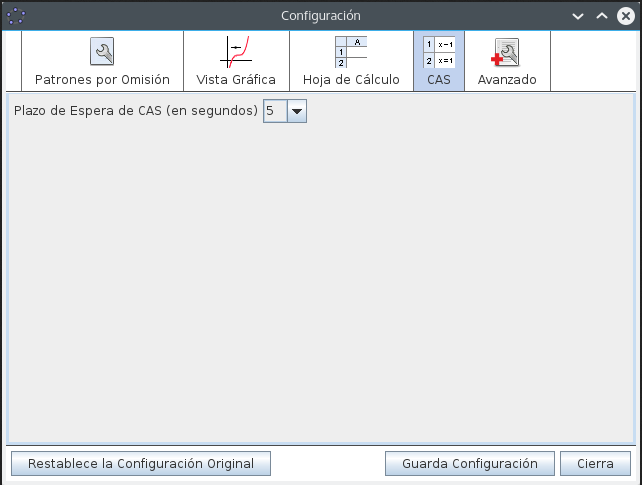 Configuración
A
1
2
1 x-1
2 x=1
Patrones por Omisión Vista Gráfica Hoja de Cálculo CAS Avanzado
Plazo de Espera de CAS (en segundos) 5
Restablece la Configuración Original Guarda Configuración Cierra